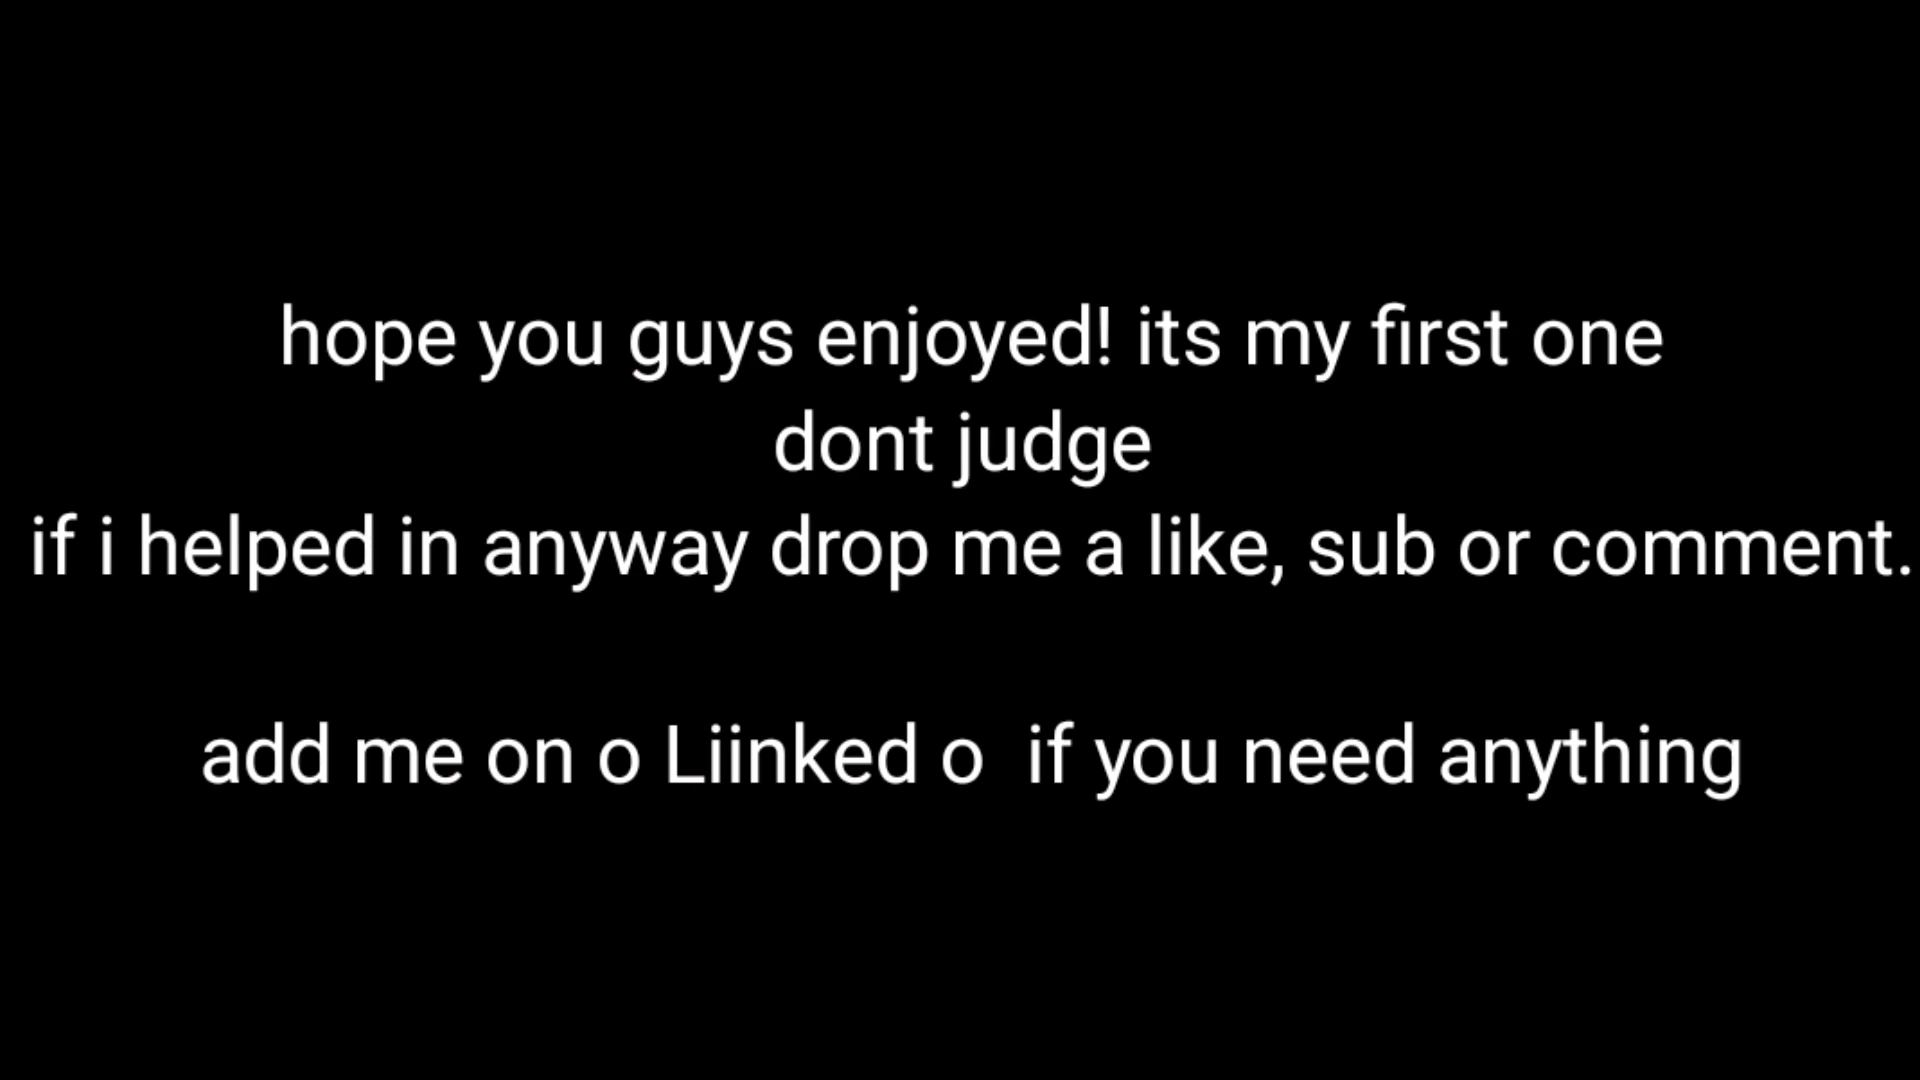 hope you guys enjoyed! its my first one
dont judge
if i helped in anyway drop me a like, sub or comment.
add me on o Liinked o  if you need anything